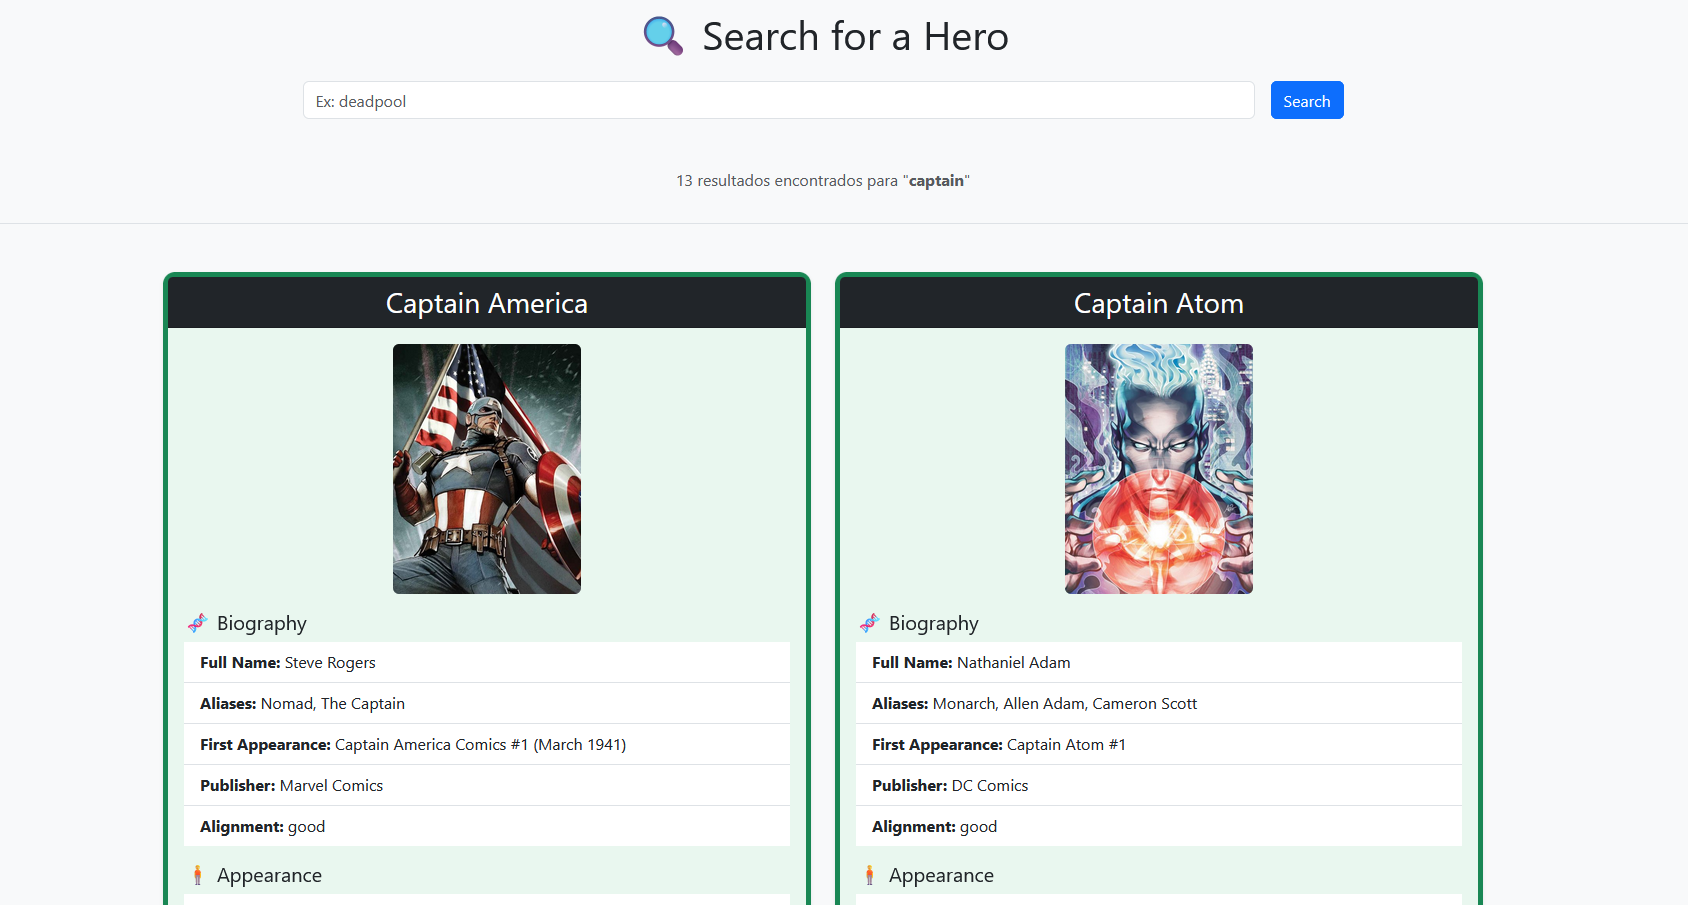 Search for a Hero
Ex: deadpool
Search
13 resultados encontrados para "captain"
Captain America
Biography
Full Name: Steve Rogers
Aliases: Nomad, The Captain
First Appearance: Captain America Comics #1 (March 1941)
Publisher: Marvel Comics
Alignment: good
Appearance
Captain Atom
Biography
Full Name: Nathaniel Adam
Aliases: Monarch, Allen Adam, Cameron Scott
First Appearance: Captain Atom #1
Publisher: DC Comics
Alignment: good
Appearance